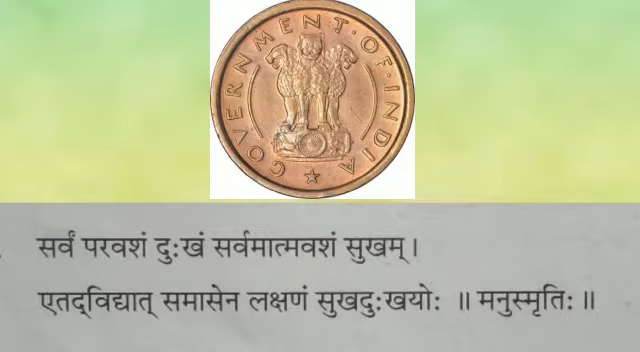 GOVERNMENT·OF·INDIA
सर्वं परवशं दुःखं सर्वमात्मवशं सुखम्।
एतद्‌विद्यात् समासेन लक्षणं सुखदुःखयोः ॥ मनुस्मृतिः॥